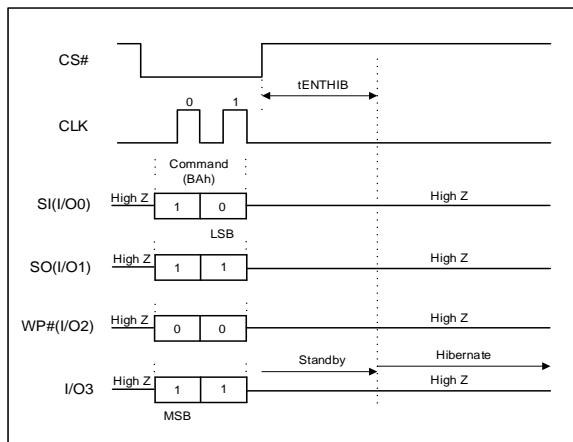 CS#
tENTHIB
0 1
CLK
Command
(BAh)
High Z High Z
SI(I/O0) 1 0
LSB
High Z High Z
SO(I/O1) 1 1
High Z High Z
WP#(I/O2) 0 0
Standby Hibernate
High Z High Z
I/O3 1 1
MSB